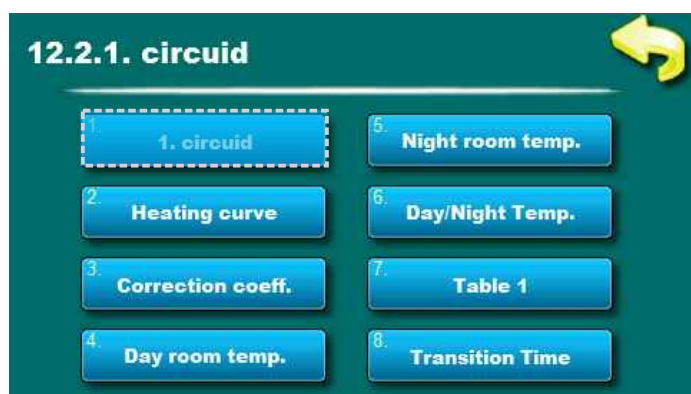 12.2.1. circuid
1. 1. circuid
2. Heating curve
3. Correction coeff.
4. Day room temp.
5. Night room temp.
6. Day/Night Temp.
7. Table 1
8. Transition Time